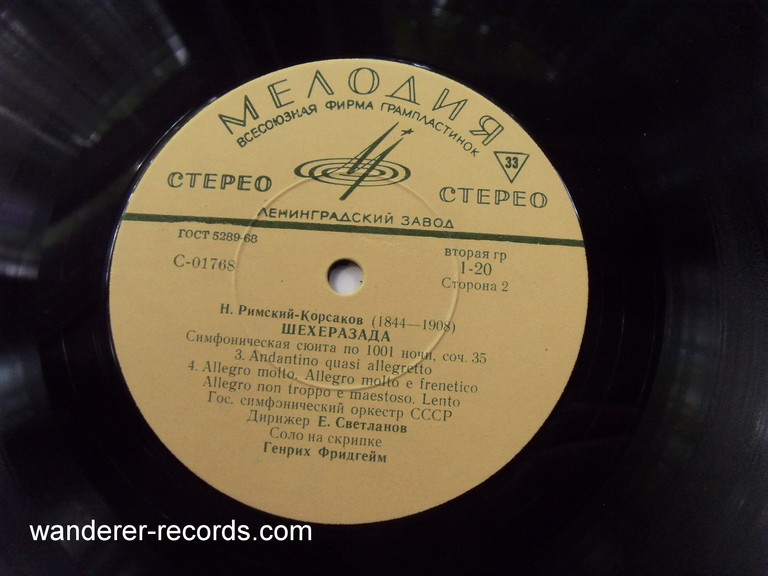 МЕЛОДИЯ
ВСЕСОЮЗНАЯ ФИРМА ГРАМПЛАСТИНОК
33
СТЕРЕО
СТЕРЕО
ЛЕНИНГРАДСКИЙ ЗАВОД
ГОСТ 5289-68
вторая гр
С-01768
1-20
Сторона 2
Н. Римский-Корсаков (1844—1908)
ШЕХЕРАЗАДА
Симфоническая сюита по 1001 ночи, соч. 35
3. Andantino quasi allegretto
4. Allegro molto. Allegro molto e frenetico
Allegro non troppo e maestoso. Lento
Гос. симфонический оркестр СССР
Дирижер Е. Светланов
Соло на скрипке
Генрих Фридгейм
wanderer-records.com